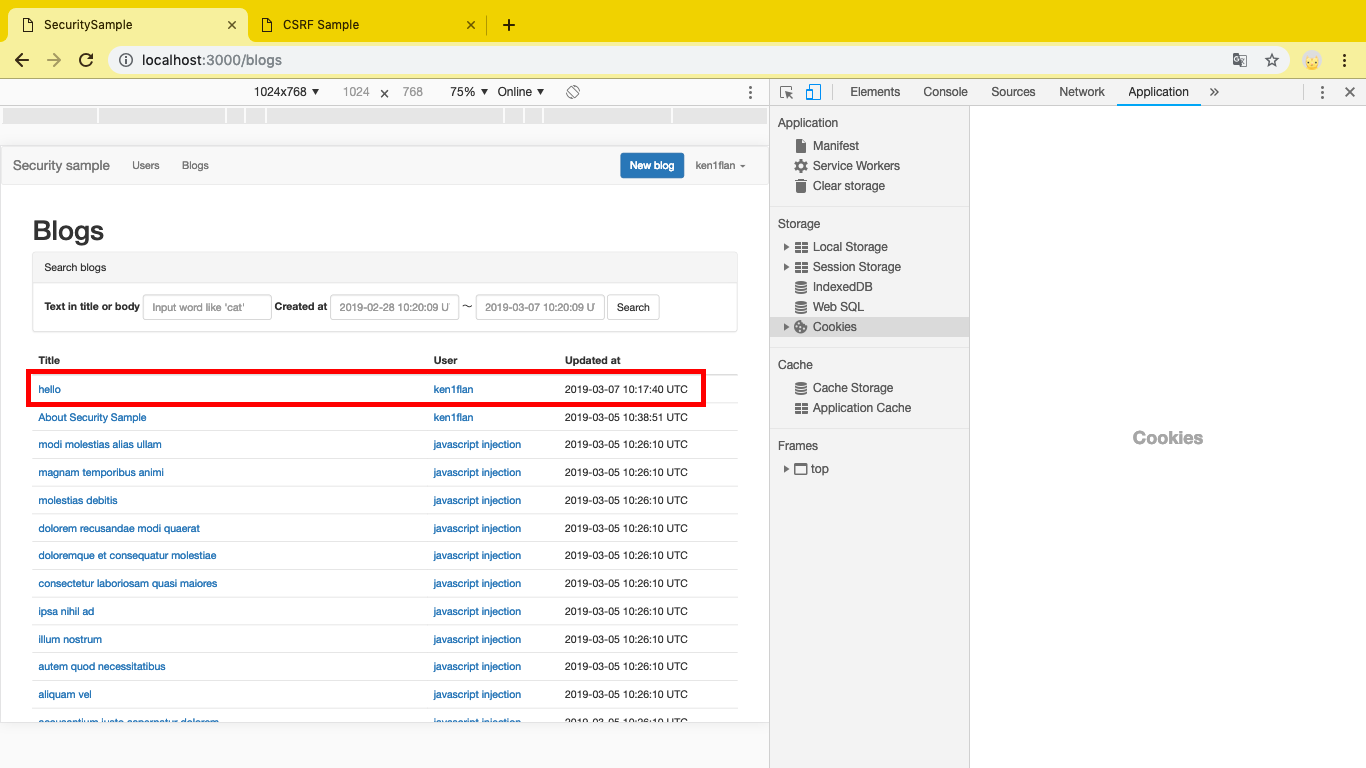 SecuritySample
CSRF Sample
localhost:3000/blogs
1024x768 1024 × 768 75% Online
Elements Console Sources Network Application
Security sample Users Blogs New blog ken1flan
Blogs
Search blogs
Text in title or body Input word like 'cat' Created at 2019-02-28 10:20:09 U ～ 2019-03-07 10:20:09 U Search
Title User Updated at
hello ken1flan 2019-03-07 10:17:40 UTC
About Security Sample ken1flan 2019-03-05 10:38:51 UTC
modi molestias alias ullam javascript injection 2019-03-05 10:26:10 UTC
magnam temporibus animi javascript injection 2019-03-05 10:26:10 UTC
molestias debitis javascript injection 2019-03-05 10:26:10 UTC
dolorem recusandae modi quaerat javascript injection 2019-03-05 10:26:10 UTC
doloremque et consequatur molestiae javascript injection 2019-03-05 10:26:10 UTC
consectetur laboriosam quasi maiores javascript injection 2019-03-05 10:26:10 UTC
ipsa nihil ad javascript injection 2019-03-05 10:26:10 UTC
illum nostrum javascript injection 2019-03-05 10:26:10 UTC
autem quod necessitatibus javascript injection 2019-03-05 10:26:10 UTC
aliquam vel javascript injection 2019-03-05 10:26:10 UTC
accusantium iusto aspernatur dolorem javascript injection 2019-03-05 10:26:10 UTC
Application
Manifest
Service Workers
Clear storage
Storage
Local Storage
Session Storage
IndexedDB
Web SQL
Cookies
Cache
Cache Storage
Application Cache
Frames
top
Cookies